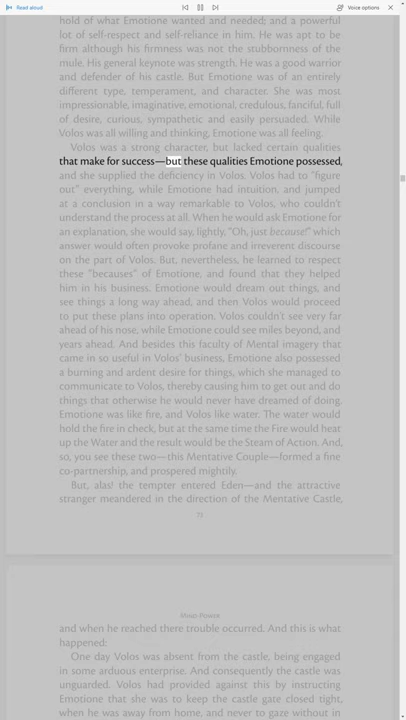 Read aloud
Voice options
hold of what Emotione wanted and needed; and a powerful
lot of self-respect and self-reliance in him. He was apt to be
firm although his firmness was not the stubbornness of the
mule. His general keynote was strength. He was a good warrior
and defender of his castle. But Emotione was of an entirely
different type, temperament, and character. She was most
impressionable, imaginative, emotional, credulous, fanciful, full
of desire, curious, sympathetic and easily persuaded. While
Volos was all willing and thinking, Emotione was all feeling.
Volos was a strong character, but lacked certain qualities
that make for success—but these qualities Emotione possessed,
and she supplied the deficiency in Volos. Volos had to "figure
out" everything, while Emotione had intuition, and jumped
at a conclusion in a way remarkable to Volos, who couldn't
understand the process at all. When he would ask Emotione for
an explanation, she would say, lightly, "Oh, just because!" which
answer would often provoke profane and irreverent discourse
on the part of Volos. But, nevertheless, he learned to respect
these "becauses" of Emotione, and found that they helped
him in his business. Emotione would dream out things, and
see things a long way ahead, and then Volos would proceed
to put these plans into operation. Volos couldn't see very far
ahead of his nose, while Emotione could see miles beyond, and
years ahead. And besides this faculty of Mental imagery that
came in so useful in Volos' business, Emotione also possessed
a burning and ardent desire for things, which she managed to
communicate to Volos, thereby causing him to get out and do
things that otherwise he would never have dreamed of doing.
Emotione was like fire, and Volos like water. The water would
hold the fire in check, but at the same time the Fire would heat
up the Water and the result would be the Steam of Action. And,
so, you see these two—this Mentative Couple—formed a fine
co-partnership, and prospered mightily.
But, alas! the tempter entered Eden—and the attractive
stranger meandered in the direction of the Mentative Castle,
73
Mind-Power
and when he reached there trouble occurred. And this is what
happened:
One day Volos was absent from the castle, being engaged
in some arduous enterprise. And consequently the castle was
unguarded. Volos had provided against this by instructing
Emotione that she was to keep the castle gate closed tight,
when he was away from home, and never to gaze without in